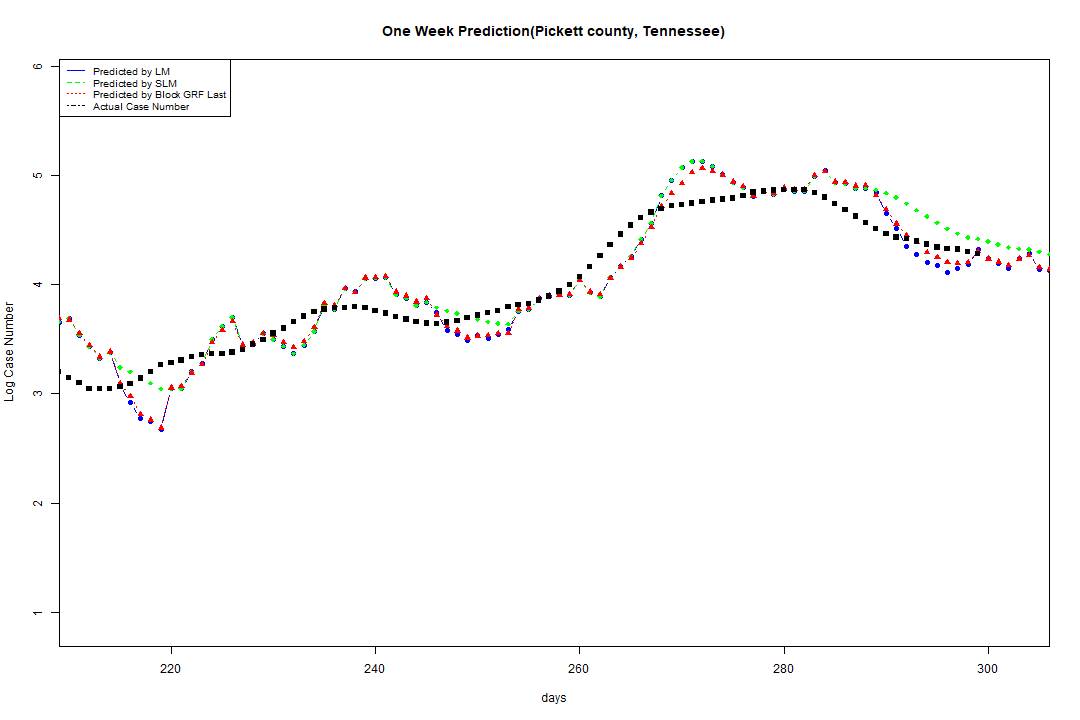 One Week Prediction(Pickett county, Tennessee)
Predicted by LM
Predicted by SLM
Predicted by Block GRF Last
Actual Case Number
6
5
4
3
2
1
Log Case Number
220 240 260 280 300
days